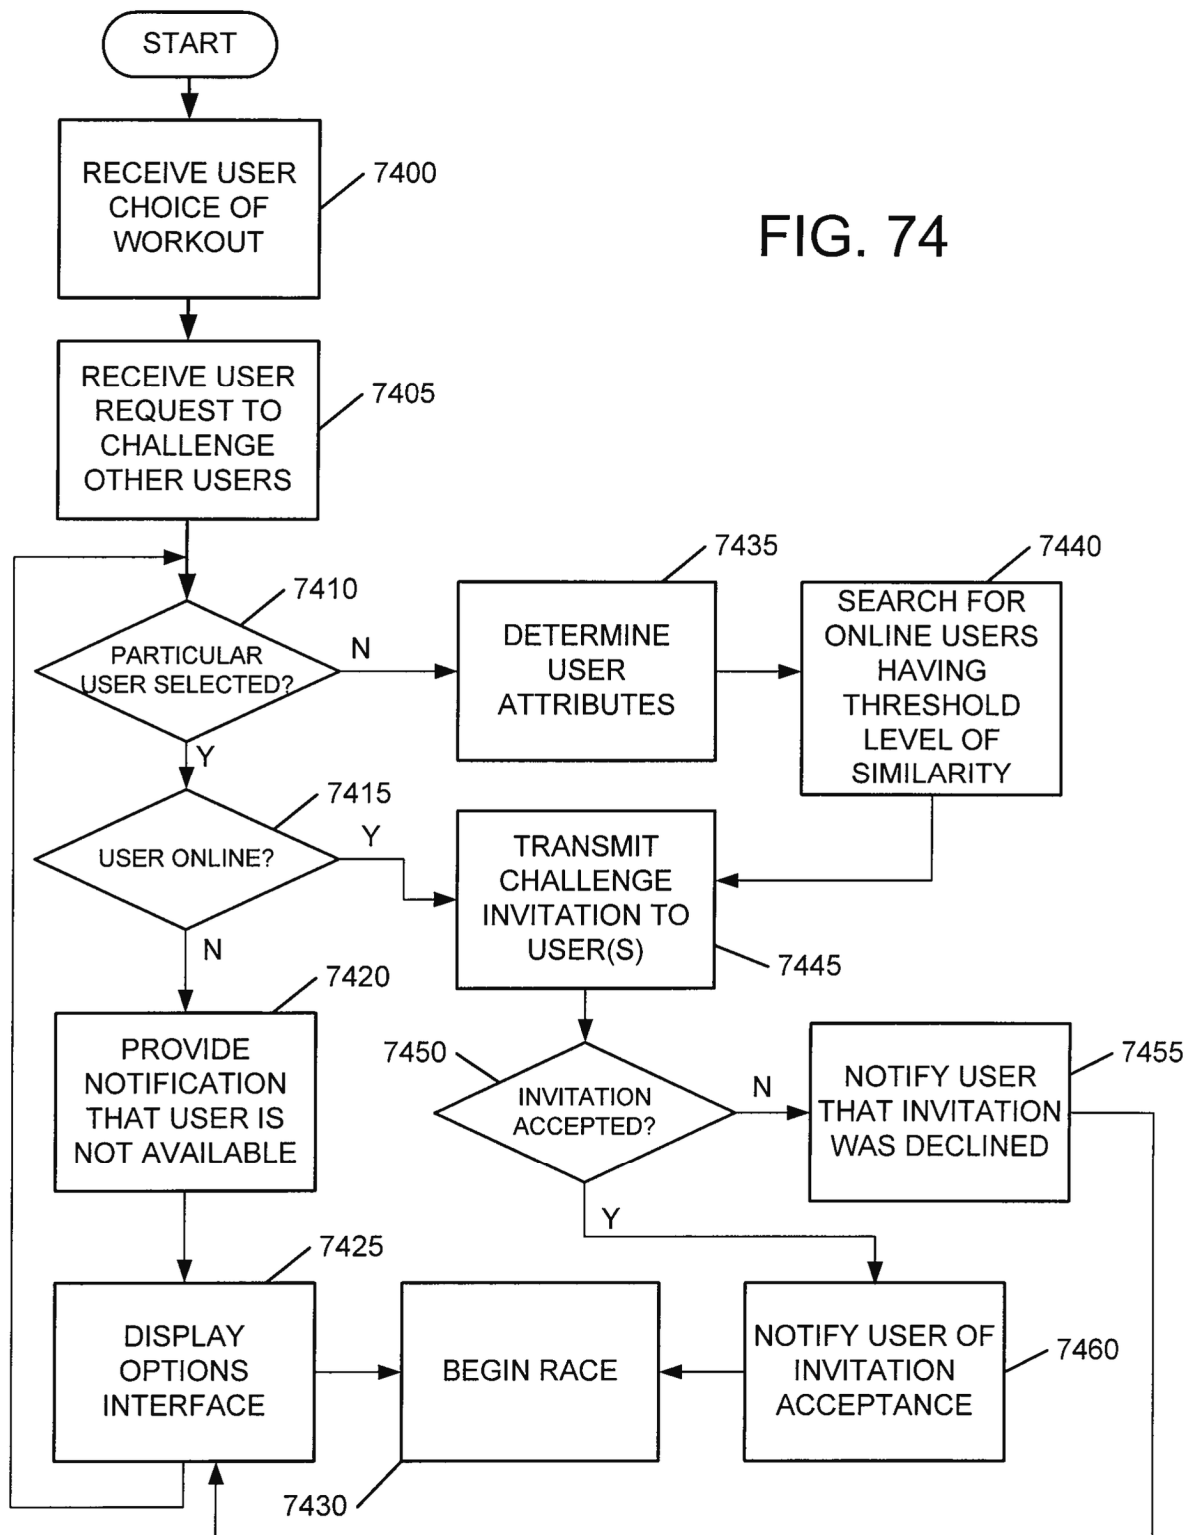 START
RECEIVE USER
CHOICE OF
WORKOUT
7400
FIG. 74
RECEIVE USER
REQUEST TO
CHALLENGE
OTHER USERS
7405
7410
PARTICULAR
USER SELECTED?
N
Y
7435
DETERMINE
USER
ATTRIBUTES
7440
SEARCH FOR
ONLINE USERS
HAVING
THRESHOLD
LEVEL OF
SIMILARITY
7415
USER ONLINE?
Y
N
TRANSMIT
CHALLENGE
INVITATION TO
USER(S)
7445
7420
PROVIDE
NOTIFICATION
THAT USER IS
NOT AVAILABLE
7450
INVITATION
ACCEPTED?
N
Y
7455
NOTIFY USER
THAT INVITATION
WAS DECLINED
7425
DISPLAY
OPTIONS
INTERFACE
BEGIN RACE
7430
NOTIFY USER OF
INVITATION
ACCEPTANCE
7460